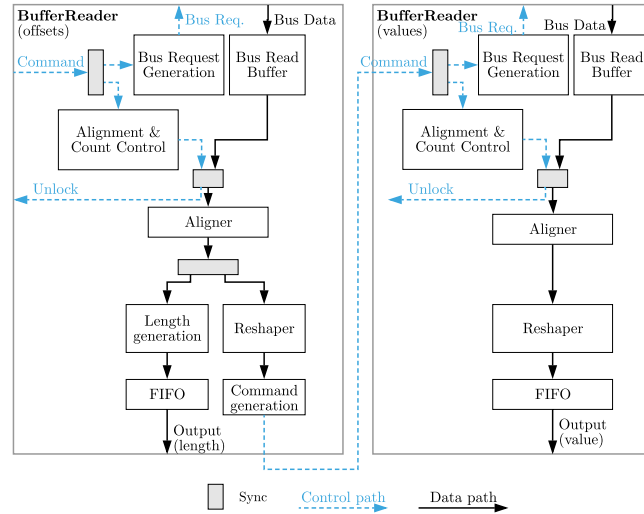 BufferReader
(offsets)
Bus Req.
Bus Data
Command
Bus Request
Generation
Bus Read
Buffer
Alignment &
Count Control
Unlock
Aligner
Length
generation
Reshaper
FIFO
Command
generation
Output
(length)
BufferReader
(values)
Bus Req.
Bus Data
Command
Bus Request
Generation
Bus Read
Buffer
Alignment &
Count Control
Unlock
Aligner
Reshaper
FIFO
Output
(value)
Sync
Control path
Data path